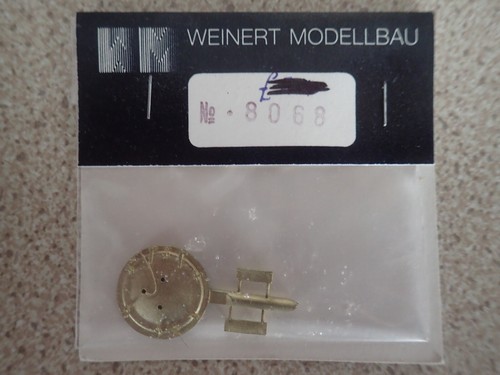 WEINERT MODELLBAU
£
№ . 8068